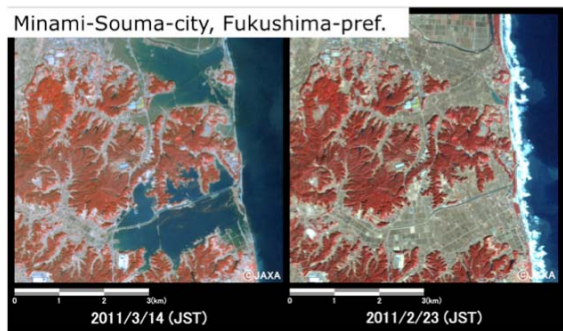 Minami-Souma-city, Fukushima-pref.
©JAXA
©JAXA
0 1 2 3(km)
0 1 2 3(km)
2011/3/14 (JST)
2011/2/23 (JST)